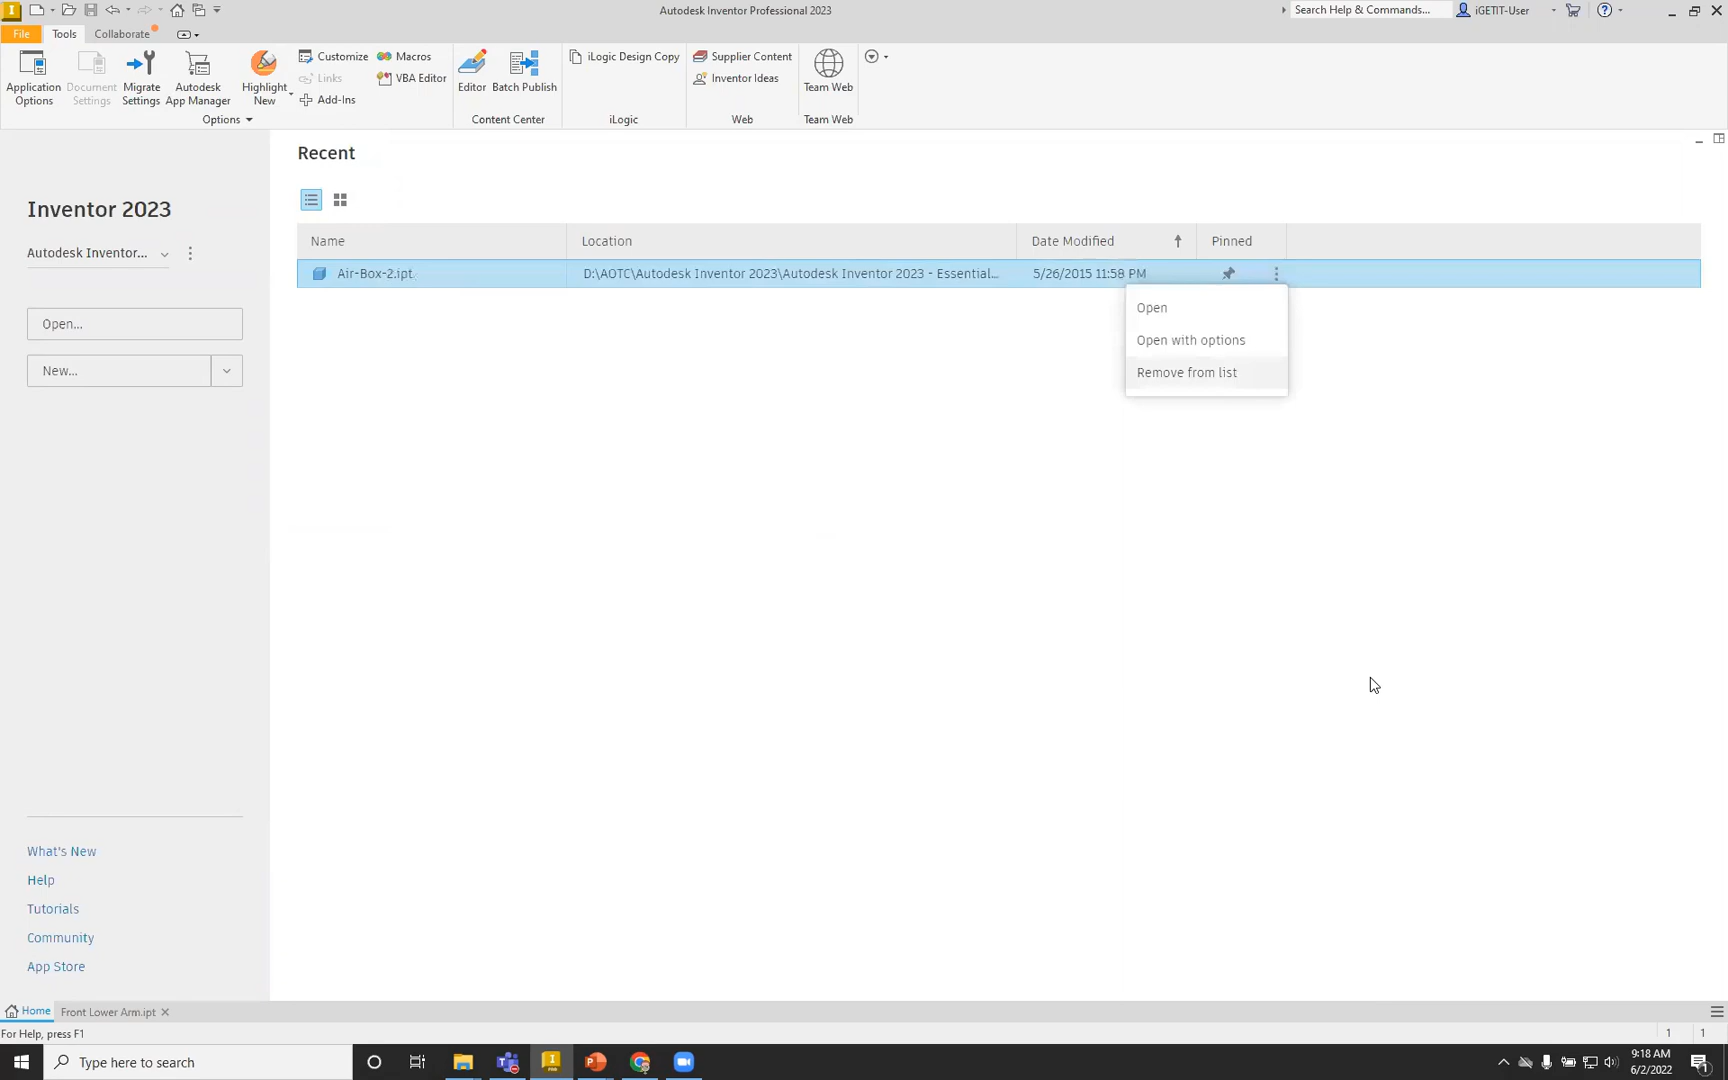 Autodesk Inventor Professional 2023
Search Help & Commands...
iGETIT-User
File
Tools
Collaborate
Application
Options
Document
Settings
Migrate
Settings
Autodesk
App Manager
Highlight
New
Customize
Links
Add-Ins
Macros
VBA Editor
Options
Editor
Batch Publish
Content Center
iLogic Design Copy
iLogic
Supplier Content
Inventor Ideas
Web
Team Web
Team Web
Inventor 2023
Autodesk Inventor...
Open...
New...
What's New
Help
Tutorials
Community
App Store
Recent
Name Location Date Modified Pinned
Air-Box-2.ipt D:\AOTC\Autodesk Inventor 2023\Autodesk Inventor 2023 - Essential... 5/26/2015 11:58 PM
Open
Open with options
Remove from list
Home
Front Lower Arm.ipt
For Help, press F1
1 1
Type here to search
9:18 AM
6/2/2022
1